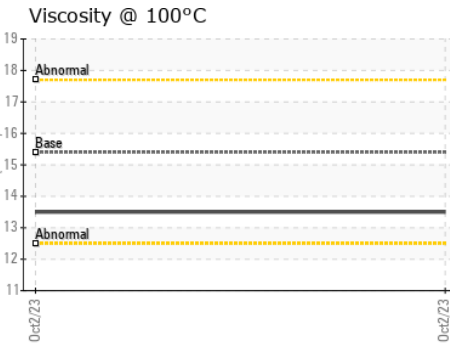 Viscosity @ 100°C
19
18
Abnormal
17
16
Base
15
14
13
Abnormal
12
11
Oct2/23
Oct2/23